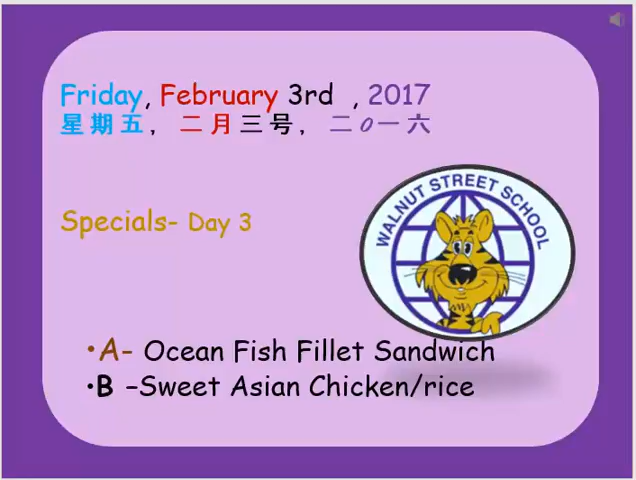 Friday, February 3rd , 2017
星期五, 二月三号, 二0一六
Specials- Day 3
WALNUT STREET SCHOOL
•A- Ocean Fish Fillet Sandwich
•B –Sweet Asian Chicken/rice